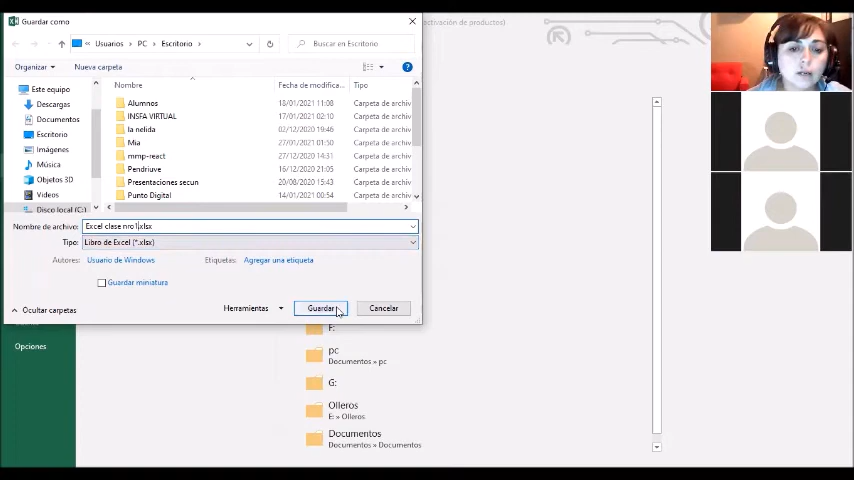 Guardar como
activación de productos)
Usuarios > PC > Escritorio >
Buscar en Escritorio
Organizar
Nueva carpeta
Este equipo
Descargas
Documentos
Escritorio
Imágenes
Música
Objetos 3D
Videos
Disco local (C:)
Nombre
Fecha de modifica...
Tipo
Alumnos 18/01/2021 11:08 Carpeta de archiv
INSFA VIRTUAL 17/01/2021 02:10 Carpeta de archiv
la nelida 02/12/2020 19:46 Carpeta de archiv
Mia 27/01/2021 01:50 Carpeta de archiv
mmp-react 27/12/2020 14:31 Carpeta de archiv
Pendriuve 16/12/2020 21:05 Carpeta de archiv
Presentaciones secun 20/08/2020 15:43 Carpeta de archiv
Punto Digital 14/01/2021 00:54 Carpeta de archiv
Nombre de archivo: Excel clase nro1.xlsx
Tipo: Libro de Excel (*.xlsx)
Autores: Usuario de Windows
Etiquetas: Agregar una etiqueta
Guardar miniatura
Ocultar carpetas
Herramientas
Guardar
Cancelar
Opciones
F:
pc
Documentos » pc
G:
Olleros
E: » Olleros
Documentos
Documentos » Documentos